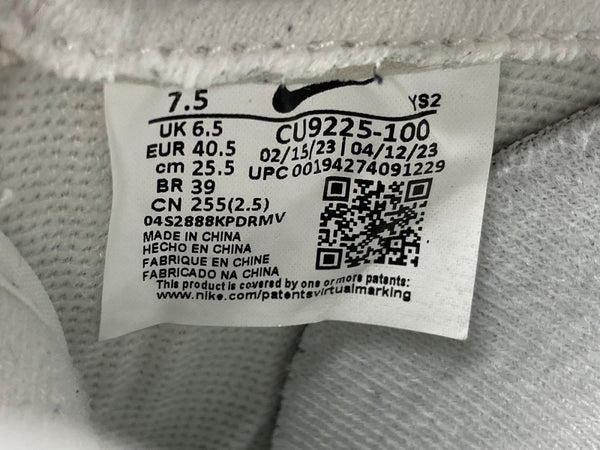 7.5
YS2
UK 6.5
CU9225-100
EUR 40.5
02/15/23 | 04/12/23
cm 25.5
UPC 00194274091229
BR 39
CN 255(2.5)
04S2888KPDRMV
MADE IN CHINA
HECHO EN CHINA
FABRIQUE EN CHINE
FABRICADO NA CHINA
This product is covered by one or more patents:
www.nike.com/patentsvirtualmarking